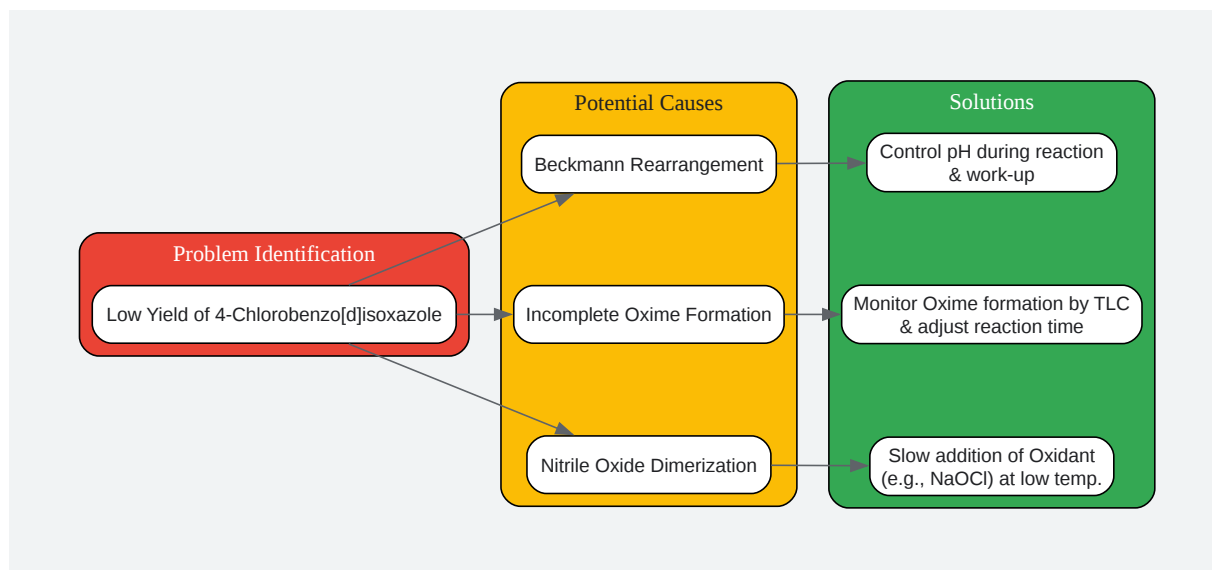 Problem Identification
Low Yield of 4-Chlorobenzo[d]isoxazole
Potential Causes
Beckmann Rearrangement
Incomplete Oxime Formation
Nitrile Oxide Dimerization
Solutions
Control pH during reaction
& work-up
Monitor Oxime formation by TLC
& adjust reaction time
Slow addition of Oxidant
(e.g., NaOCl) at low temp.